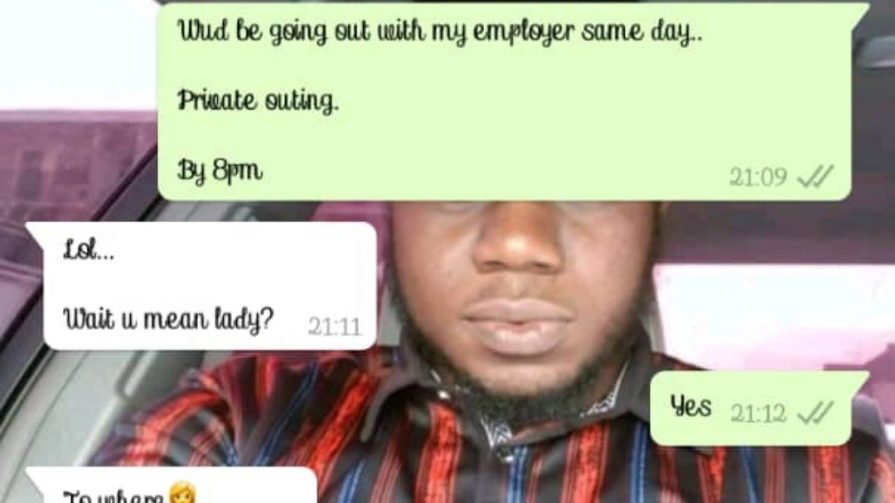 Wud be going out with my employer same day..
Private outing.
By 8pm
21:09
Lol...
Wait u mean lady?
21:11
Yes
21:12
To where